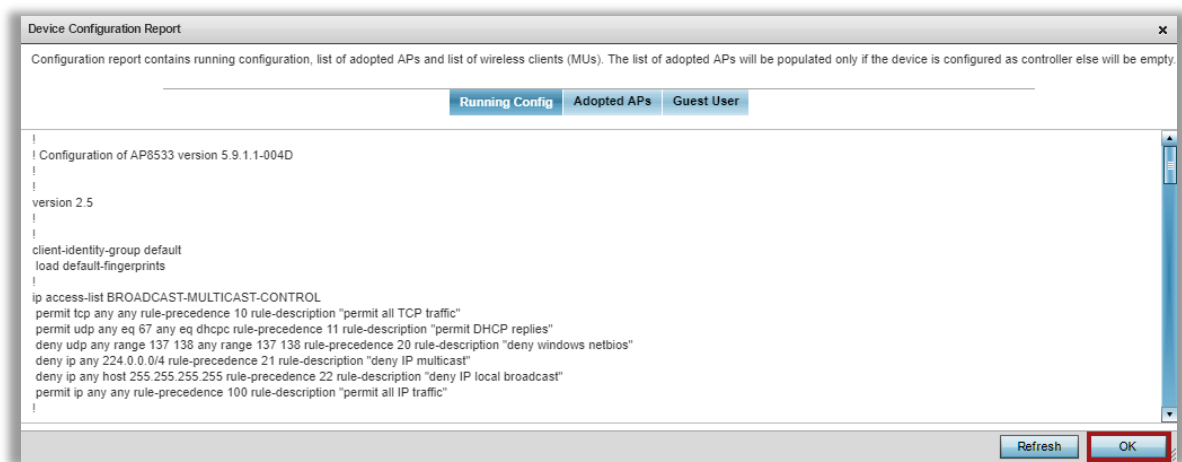 Device Configuration Report
Configuration report contains running configuration, list of adopted APs and list of wireless clients (MUs). The list of adopted APs will be populated only if the device is configured as controller else will be empty.
Running Config Adopted APs Guest User
!
! Configuration of AP8533 version 5.9.1.1-004D
!
!
version 2.5
!
!
client-identity-group default
load default-fingerprints
!
ip access-list BROADCAST-MULTICAST-CONTROL
permit tcp any any rule-precedence 10 rule-description "permit all TCP traffic"
permit udp any eq 67 any eq dhcpc rule-precedence 11 rule-description "permit DHCP replies"
deny udp any range 137 138 any range 137 138 rule-precedence 20 rule-description "deny windows netbios"
deny ip any 224.0.0.0/4 rule-precedence 21 rule-description "deny IP multicast"
deny ip any host 255.255.255.255 rule-precedence 22 rule-description "deny IP local broadcast"
permit ip any any rule-precedence 100 rule-description "permit all IP traffic"
!
Refresh OK